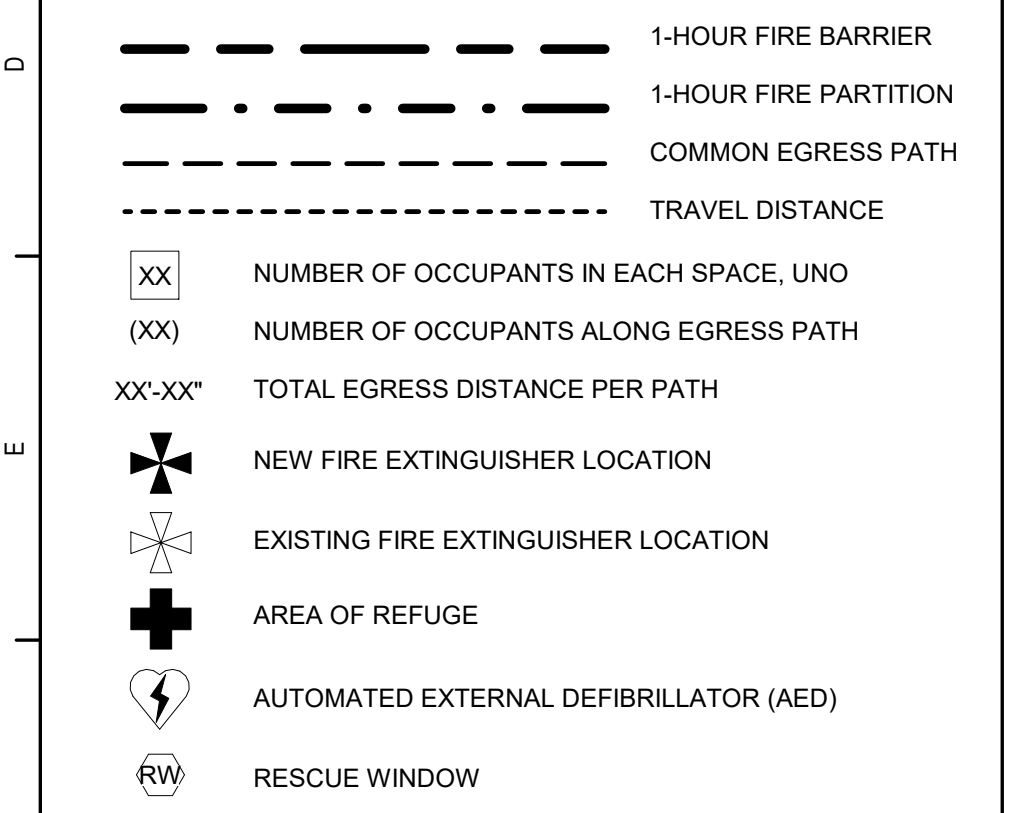 D
1-HOUR FIRE BARRIER
1-HOUR FIRE PARTITION
COMMON EGRESS PATH
TRAVEL DISTANCE
XX NUMBER OF OCCUPANTS IN EACH SPACE, UNO
(XX) NUMBER OF OCCUPANTS ALONG EGRESS PATH
XX'-XX" TOTAL EGRESS DISTANCE PER PATH
E
NEW FIRE EXTINGUISHER LOCATION
EXISTING FIRE EXTINGUISHER LOCATION
AREA OF REFUGE
AUTOMATED EXTERNAL DEFIBRILLATOR (AED)
RW RESCUE WINDOW